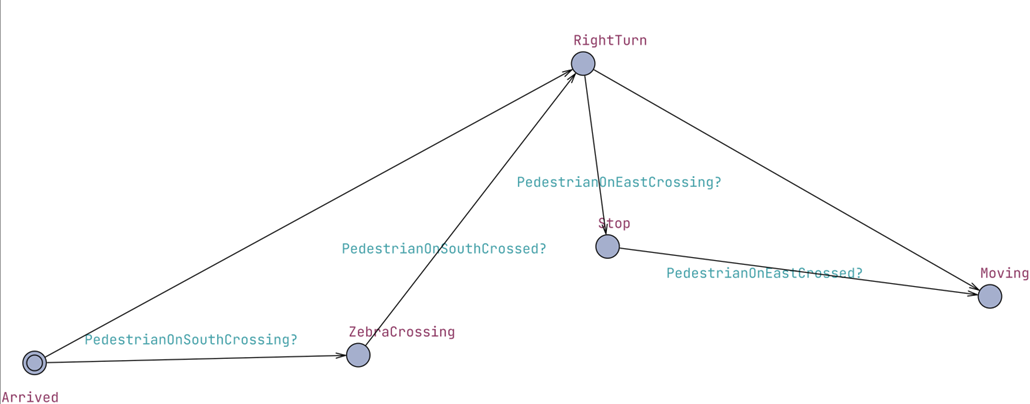 RightTurn
PedestrianOnEastCrossing?
Stop
PedestrianOnSouthCrossed?
PedestrianOnEastCrossed?
Moving
ZebraCrossing
PedestrianOnSouthCrossing?
Arrived